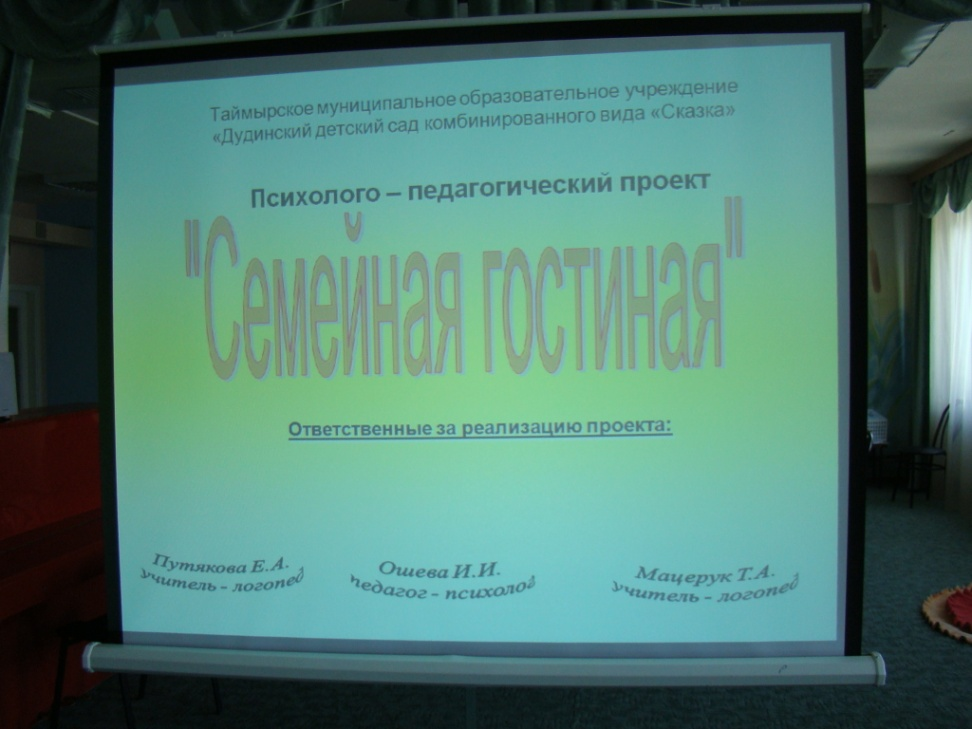 Таймырское муниципальное образовательное учреждение
«Дудинский детский сад комбинированного вида «Сказка»
Психолого – педагогический проект
"Семейная гостиная"
Ответственные за реализацию проекта:
Путякова Е.А.
учитель - логопед
Ошева И.И.
педагог - психолог
Мацерук Т.А.
учитель - логопед